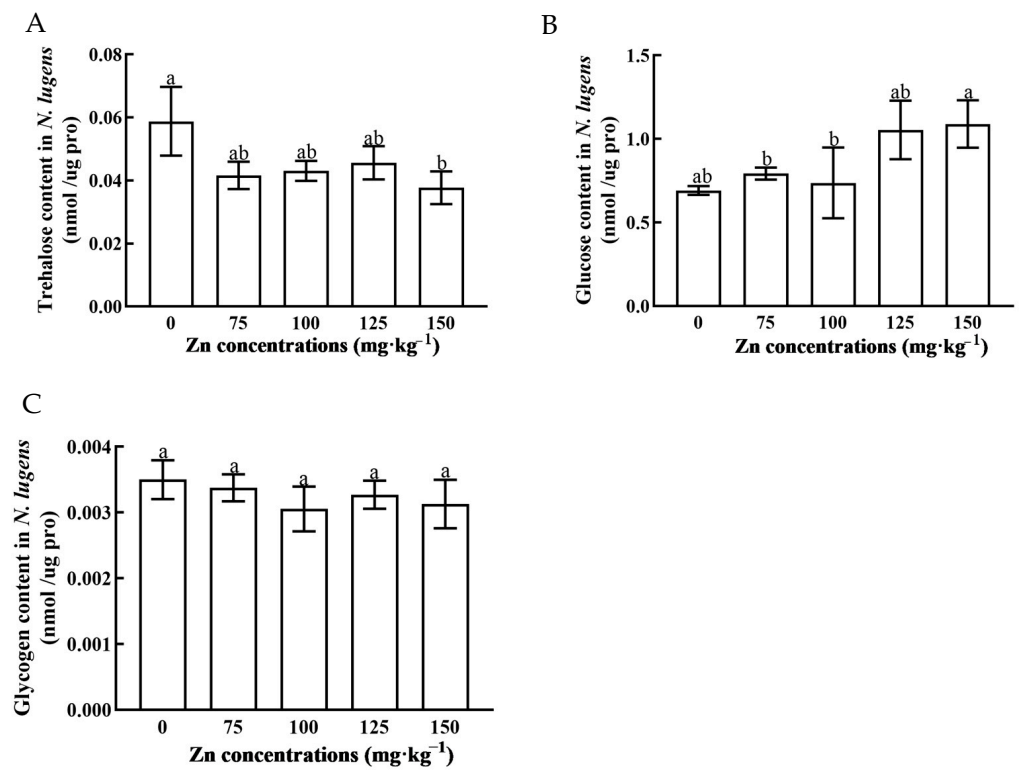 A
Trehalose content in N. lugens
(nmol /ug pro)
0.08
0.06
0.04
0.02
0.00
a
ab
ab
ab
b
0
75
100
125
150
Zn concentrations (mg·kg⁻¹)
B
Glucose content in N. lugens
(nmol /ug pro)
1.5
1.0
0.5
0.0
ab
b
b
ab
a
0
75
100
125
150
Zn concentrations (mg·kg⁻¹)
C
Glycogen content in N. lugens
(nmol /ug pro)
0.004
0.003
0.002
0.001
0.000
a
a
a
a
a
0
75
100
125
150
Zn concentrations (mg·kg⁻¹)